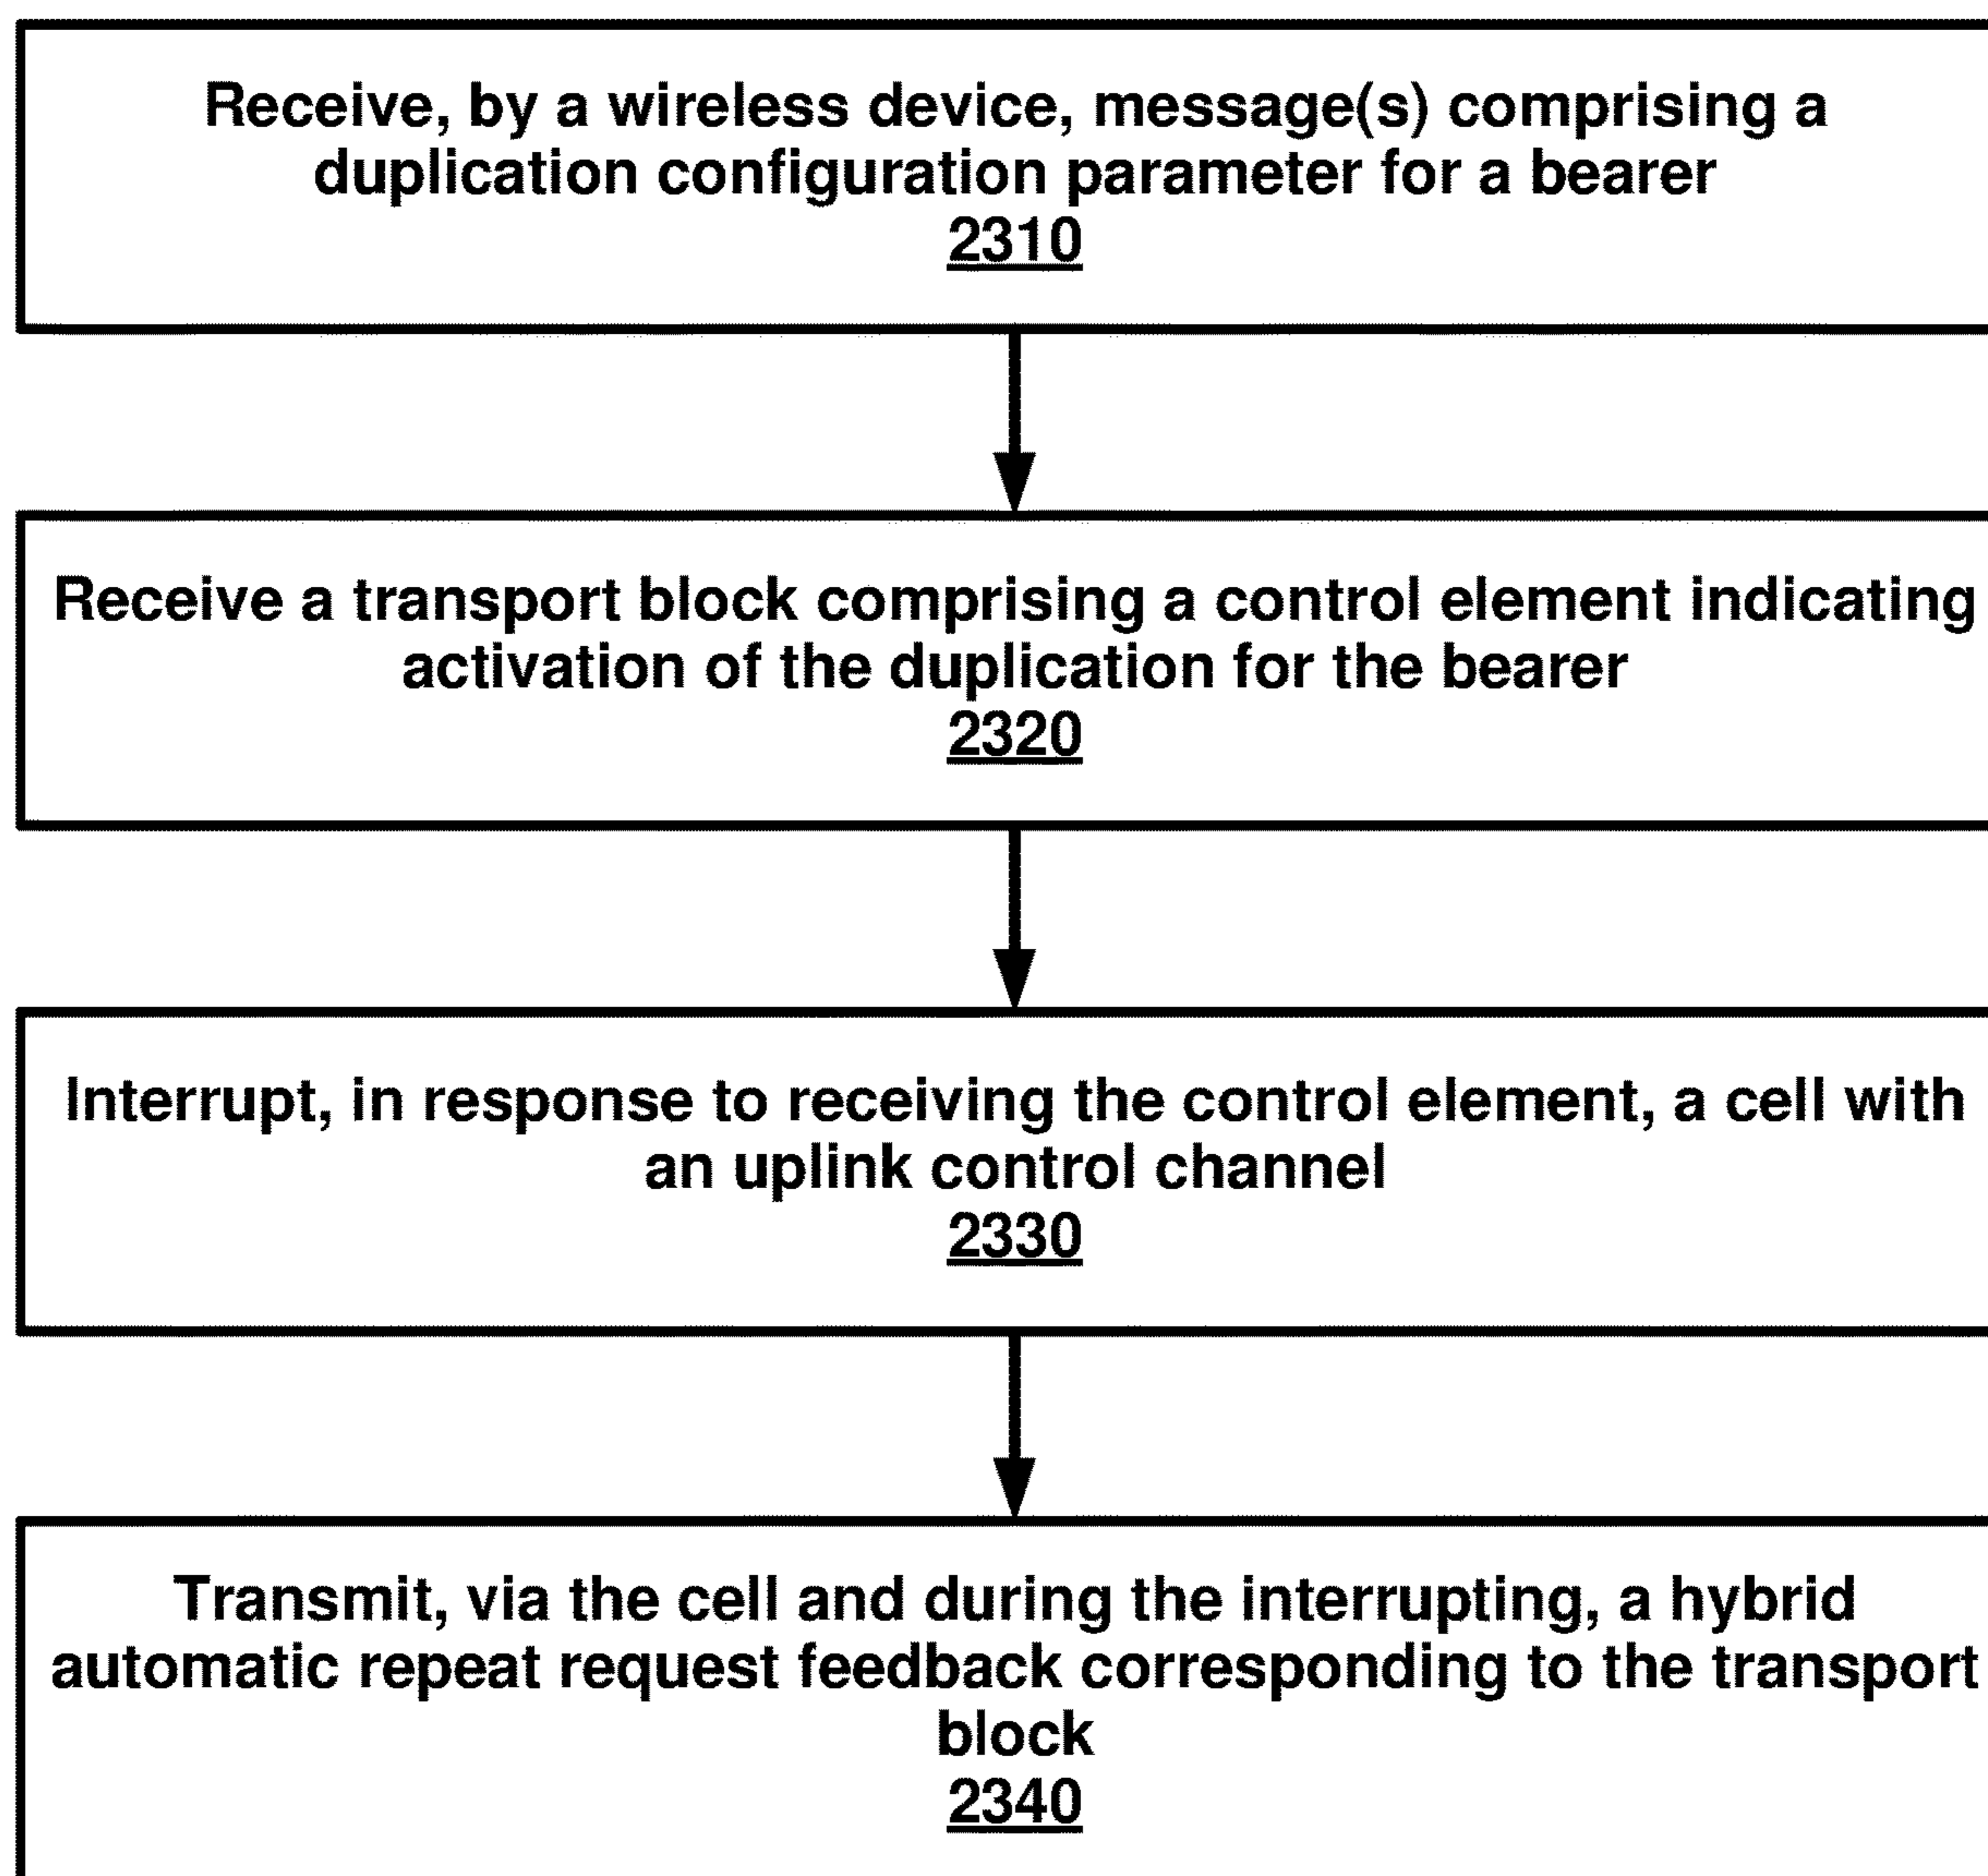 Receive, by a wireless device, message(s) comprising a
duplication configuration parameter for a bearer
2310
Receive a transport block comprising a control element indicating
activation of the duplication for the bearer
2320
Interrupt, in response to receiving the control element, a cell with
an uplink control channel
2330
Transmit, via the cell and during the interrupting, a hybrid
automatic repeat request feedback corresponding to the transport
block
2340